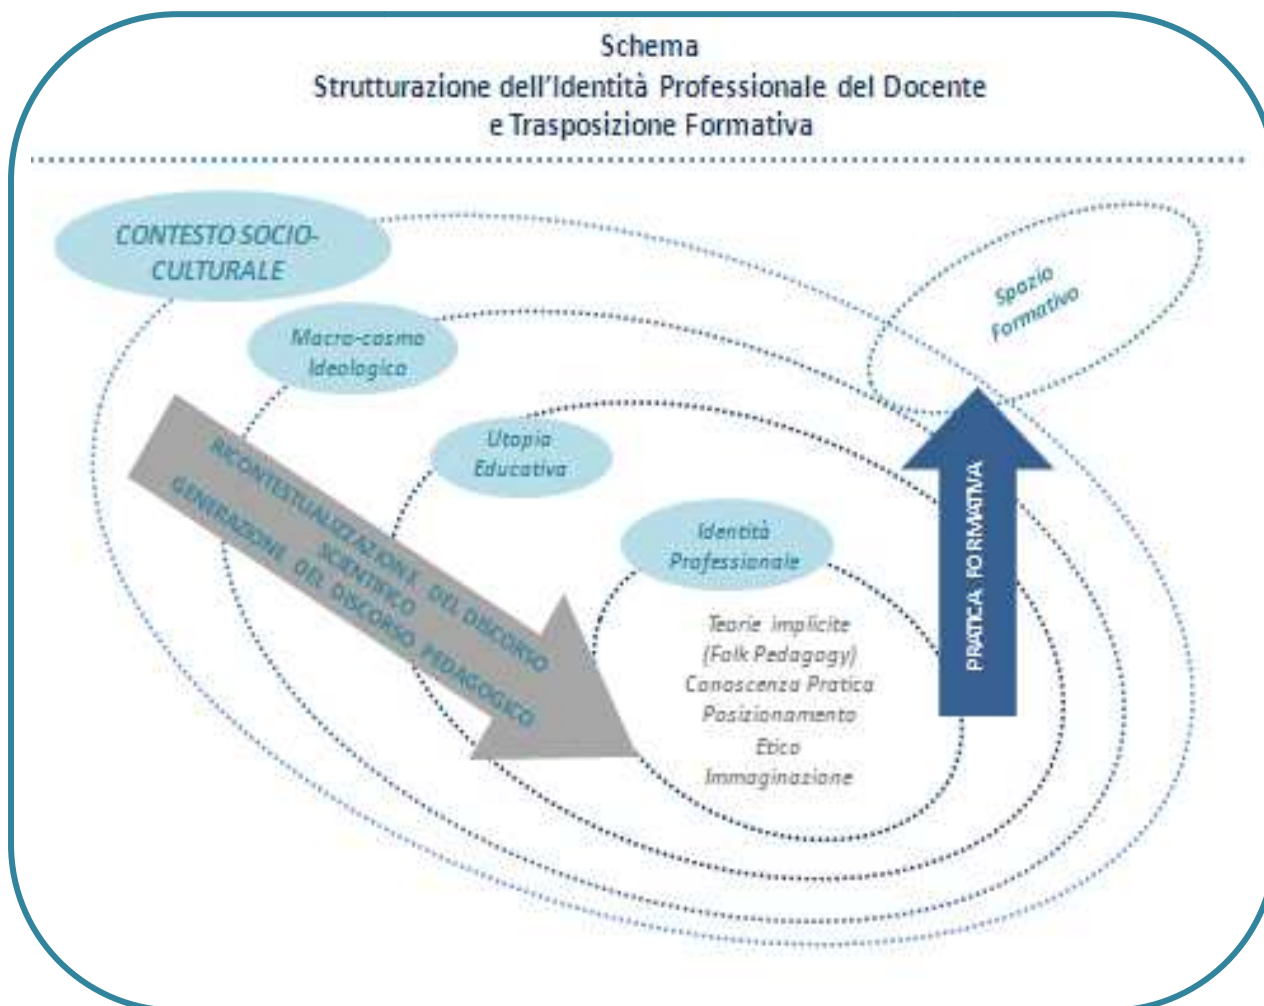 Schema
Strutturazione dell'Identità Professionale del Docente
e Trasposizione Formativa
CONTESTO SOCIO-
CULTURALE
Macro-cosmo
Ideologico
Utopia
Educativa
Identità
Professionale
Spazio
Formativo
RICONTESTUALIZZAZIONE DEL DISCORSO
SCIENTIFICO
GENERAZIONE DEL DISCORSO PEDAGOGICO
Teorie implicite
(Folk Pedagogy)
Conoscenza Pratica
Posizionamento
Etico
Immaginazione
PRATICA FORMATIVA